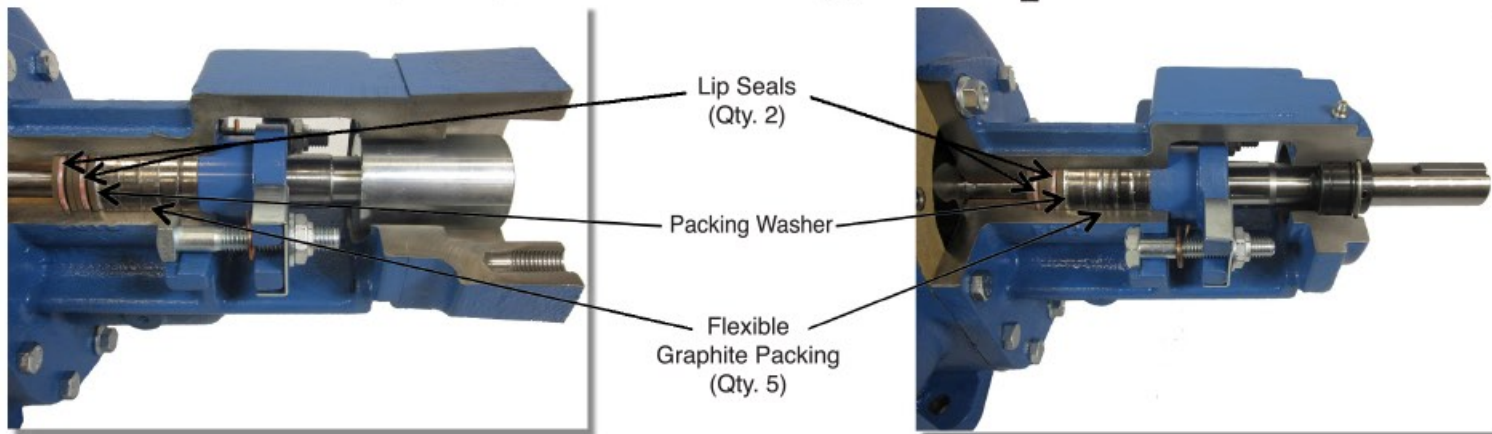 Lip Seals
(Qty. 2)
Packing Washer
Flexible
Graphite Packing
(Qty. 5)